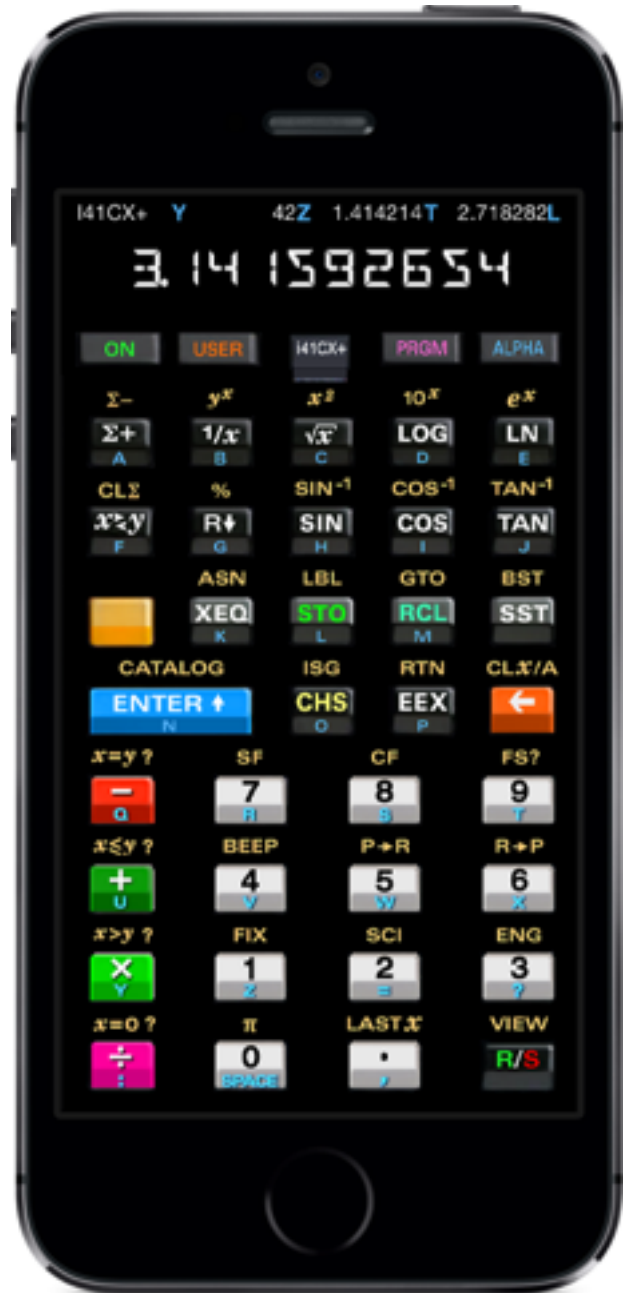 I41CX+ Y 42Z 1.414214T 2.718282L
3.141592654
ON USER I41CX+ PRGM ALPHA
Σ− yˣ x² 10ˣ eˣ
Σ+ 1/x √x LOG LN
A B C D E
CLΣ % SIN⁻¹ COS⁻¹ TAN⁻¹
x≷y R↓ SIN COS TAN
F G H I J
ASN LBL GTO BST
XEQ STO RCL SST
K L M
CATALOG ISG RTN CLx/A
ENTER ↑ CHS EEX ←
N O P
x=y ? SF CF FS?
− 7 8 9
Q R S T
x≤y ? BEEP P→R R→P
+ 4 5 6
U V W X
x>y ? FIX SCI ENG
× 1 2 3
Y Z = ?
x=0 ? π LAST x VIEW
÷ 0 · R/S
: SPACE ,